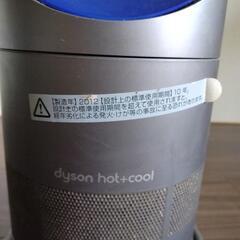 【製造年】2012【設計上の標準使用期間】10年
設計上の標準使用期間を超えて使用されますと、
経年劣化による発火・けが等の事故に至る恐れがあります。
dyson hot+cool